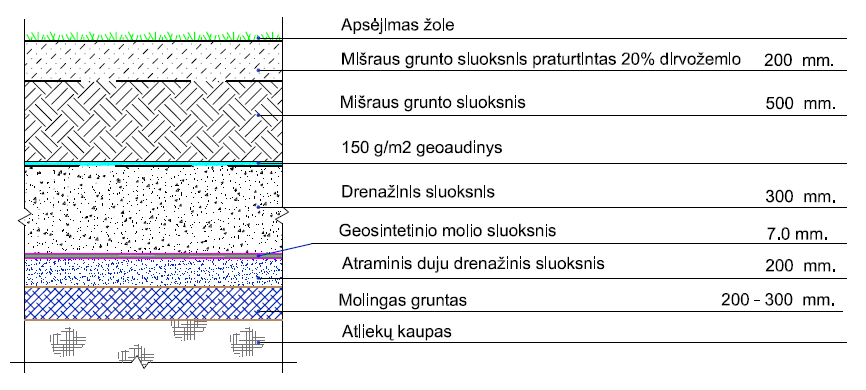 Apsėjimas žole
Mišraus grunto sluoksnis praturtintas 20% dirvožemio 200 mm.
Mišraus grunto sluoksnis 500 mm.
150 g/m2 geoaudinys
Drenažinis sluoksnis 300 mm.
Geosintetinio molio sluoksnis 7.0 mm.
Atraminis duju drenažinis sluoksnis 200 mm.
Molingas gruntas 200 - 300 mm.
Atliekų kaupas